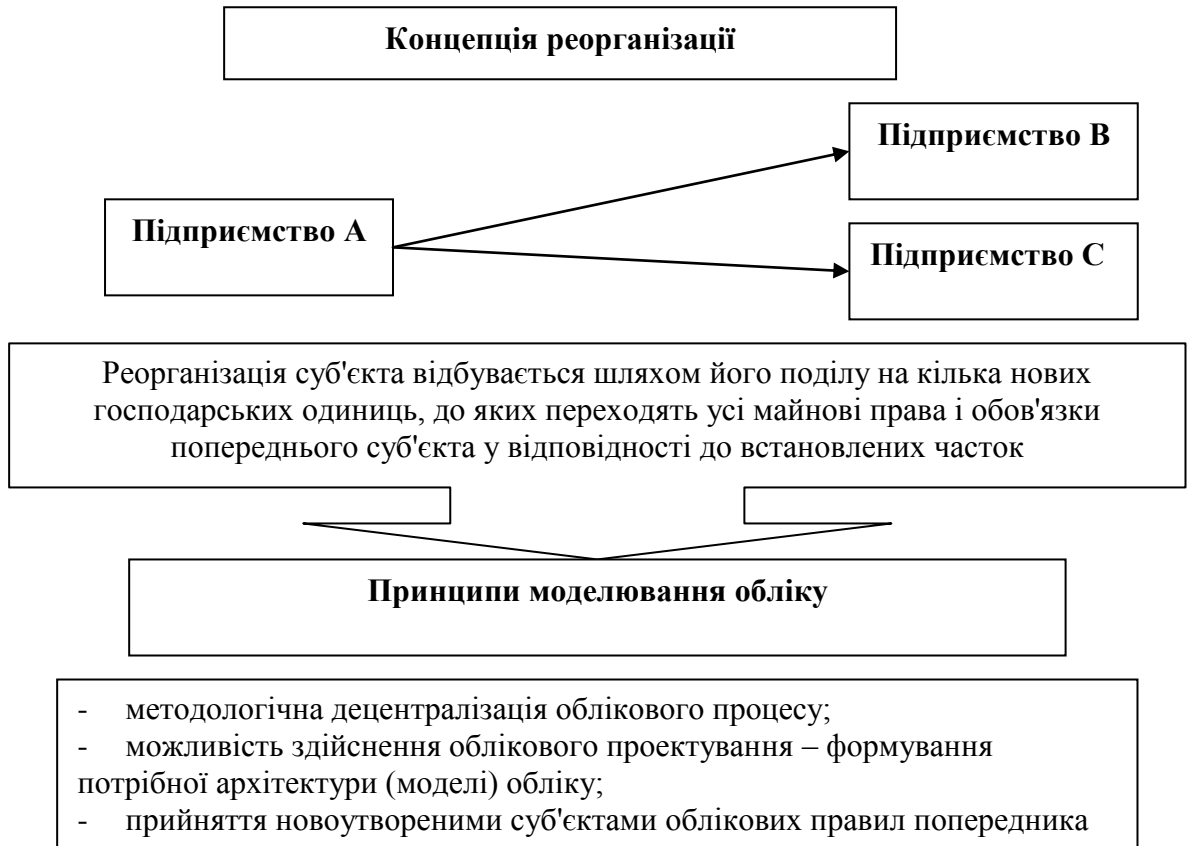 Концепція реорганізації
Підприємство В
Підприємство А
Підприємство С
Реорганізація суб'єкта відбувається шляхом його поділу на кілька нових
господарських одиниць, до яких переходять усі майнові права і обов'язки
попереднього суб'єкта у відповідності до встановлених часток
Принципи моделювання обліку
- методологічна децентралізація облікового процесу;
- можливість здійснення облікового проектування – формування
потрібної архітектури (моделі) обліку;
- прийняття новоутвореними суб'єктами облікових правил попередника